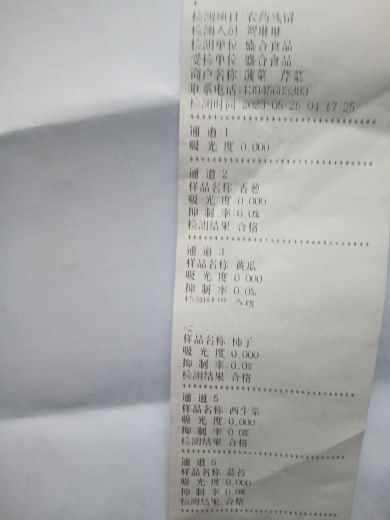 检测项目 农药残留
检测人员 贺琳琳
检测单位 盛合食品
受检单位 盛合食品
商户名称 菠菜 芹菜
联系电话 13945685383
检测时间 2023-05-26 04 17 25
通 道 1
吸 光 度 0.000
通 道 2
样品名称 香葱
吸 光 度 0.000
抑 制 率 0.0%
检测结果 合格
通 道 3
样品名称 黄瓜
吸 光 度 0.000
抑 制 率 0.0%
检测结果 合格
样品名称 柿子
吸 光 度 0.000
抑 制 率 0.0%
检测结果 合格
通 道 5
样品名称 西生菜
吸 光 度 0.000
抑 制 率 0.0%
检测结果 合格
通 道 6
样品名称 蒜苔
吸 光 度 0.000
抑 制 率 0.0%